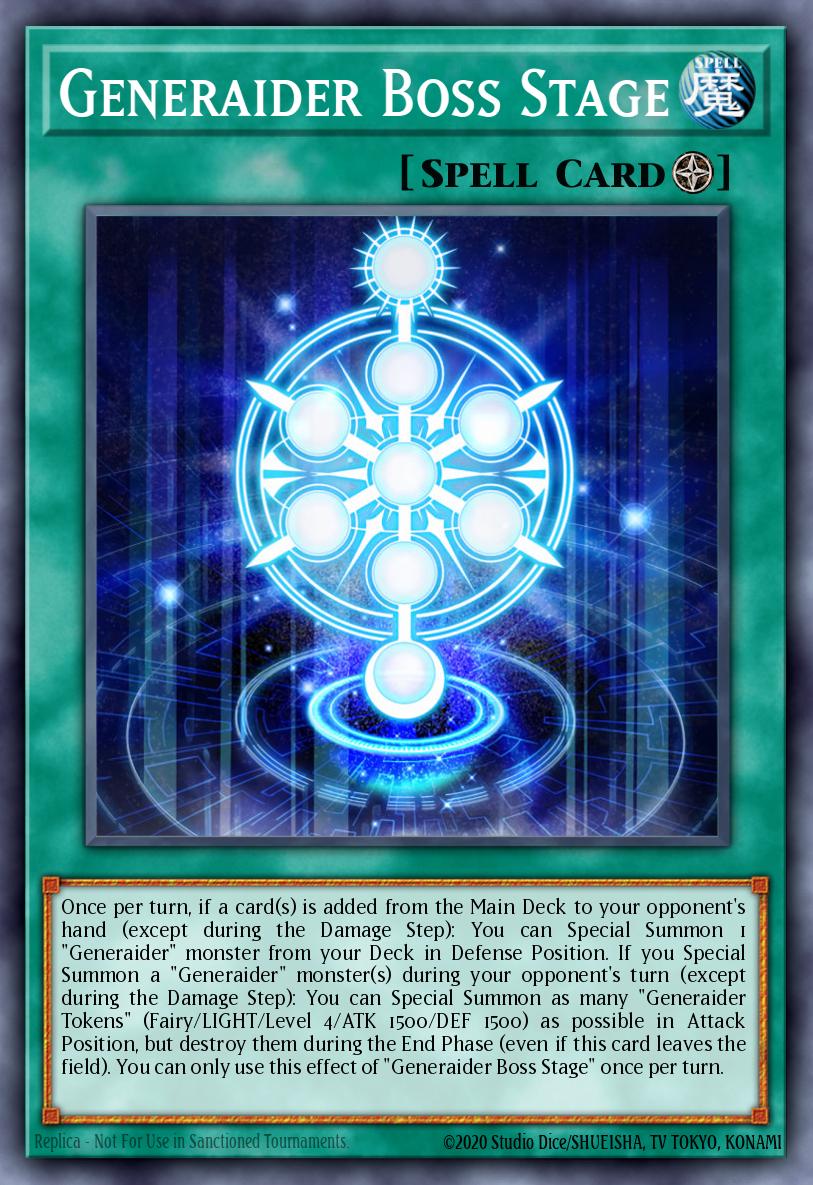 Generaider Boss Stage
SPELL
魔
[Spell Card]
Once per turn, if a card(s) is added from the Main Deck to your opponent's
hand (except during the Damage Step): You can Special Summon 1
"Generaider" monster from your Deck in Defense Position. If you Special
Summon a "Generaider" monster(s) during your opponent's turn (except
during the Damage Step): You can Special Summon as many "Generaider
Tokens" (Fairy/LIGHT/Level 4/ATK 1500/DEF 1500) as possible in Attack
Position, but destroy them during the End Phase (even if this card leaves the
field). You can only use this effect of "Generaider Boss Stage" once per turn.
Replica - Not For Use in Sanctioned Tournaments.
©2020 Studio Dice/SHUEISHA, TV TOKYO, KONAMI